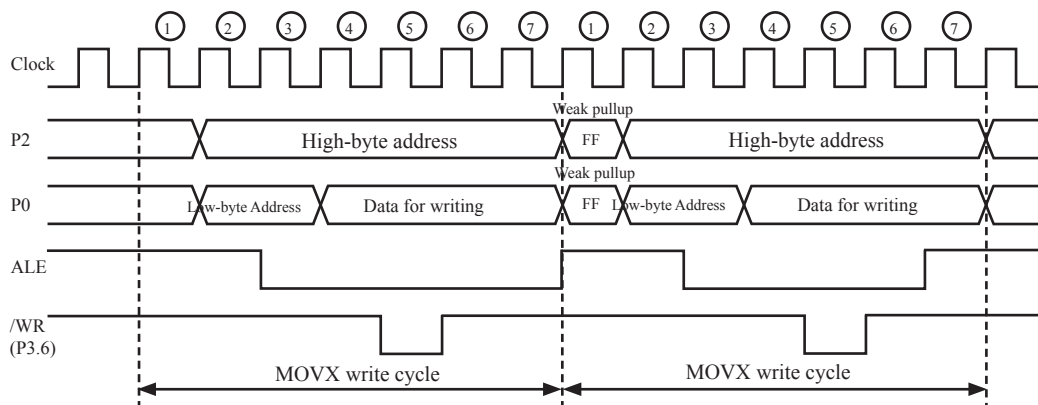 1 2 3 4 5 6 7 1 2 3 4 5 6 7
Clock
Weak pullup
P2 High-byte address FF High-byte address
Weak pullup
P0 Low-byte Address Data for writing FF Low-byte Address Data for writing
ALE
/WR
(P3.6)
MOVX write cycle MOVX write cycle